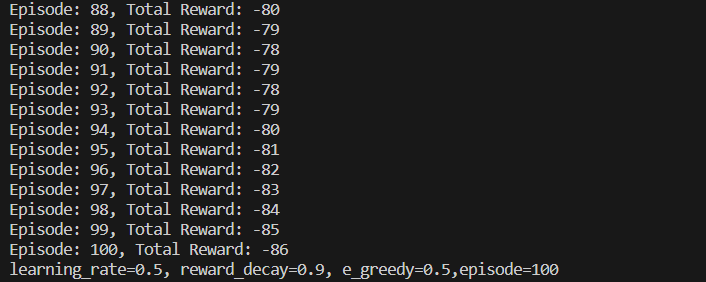 Episode: 88, Total Reward: -80
Episode: 89, Total Reward: -79
Episode: 90, Total Reward: -78
Episode: 91, Total Reward: -79
Episode: 92, Total Reward: -78
Episode: 93, Total Reward: -79
Episode: 94, Total Reward: -80
Episode: 95, Total Reward: -81
Episode: 96, Total Reward: -82
Episode: 97, Total Reward: -83
Episode: 98, Total Reward: -84
Episode: 99, Total Reward: -85
Episode: 100, Total Reward: -86
learning_rate=0.5, reward_decay=0.9, e_greedy=0.5,episode=100